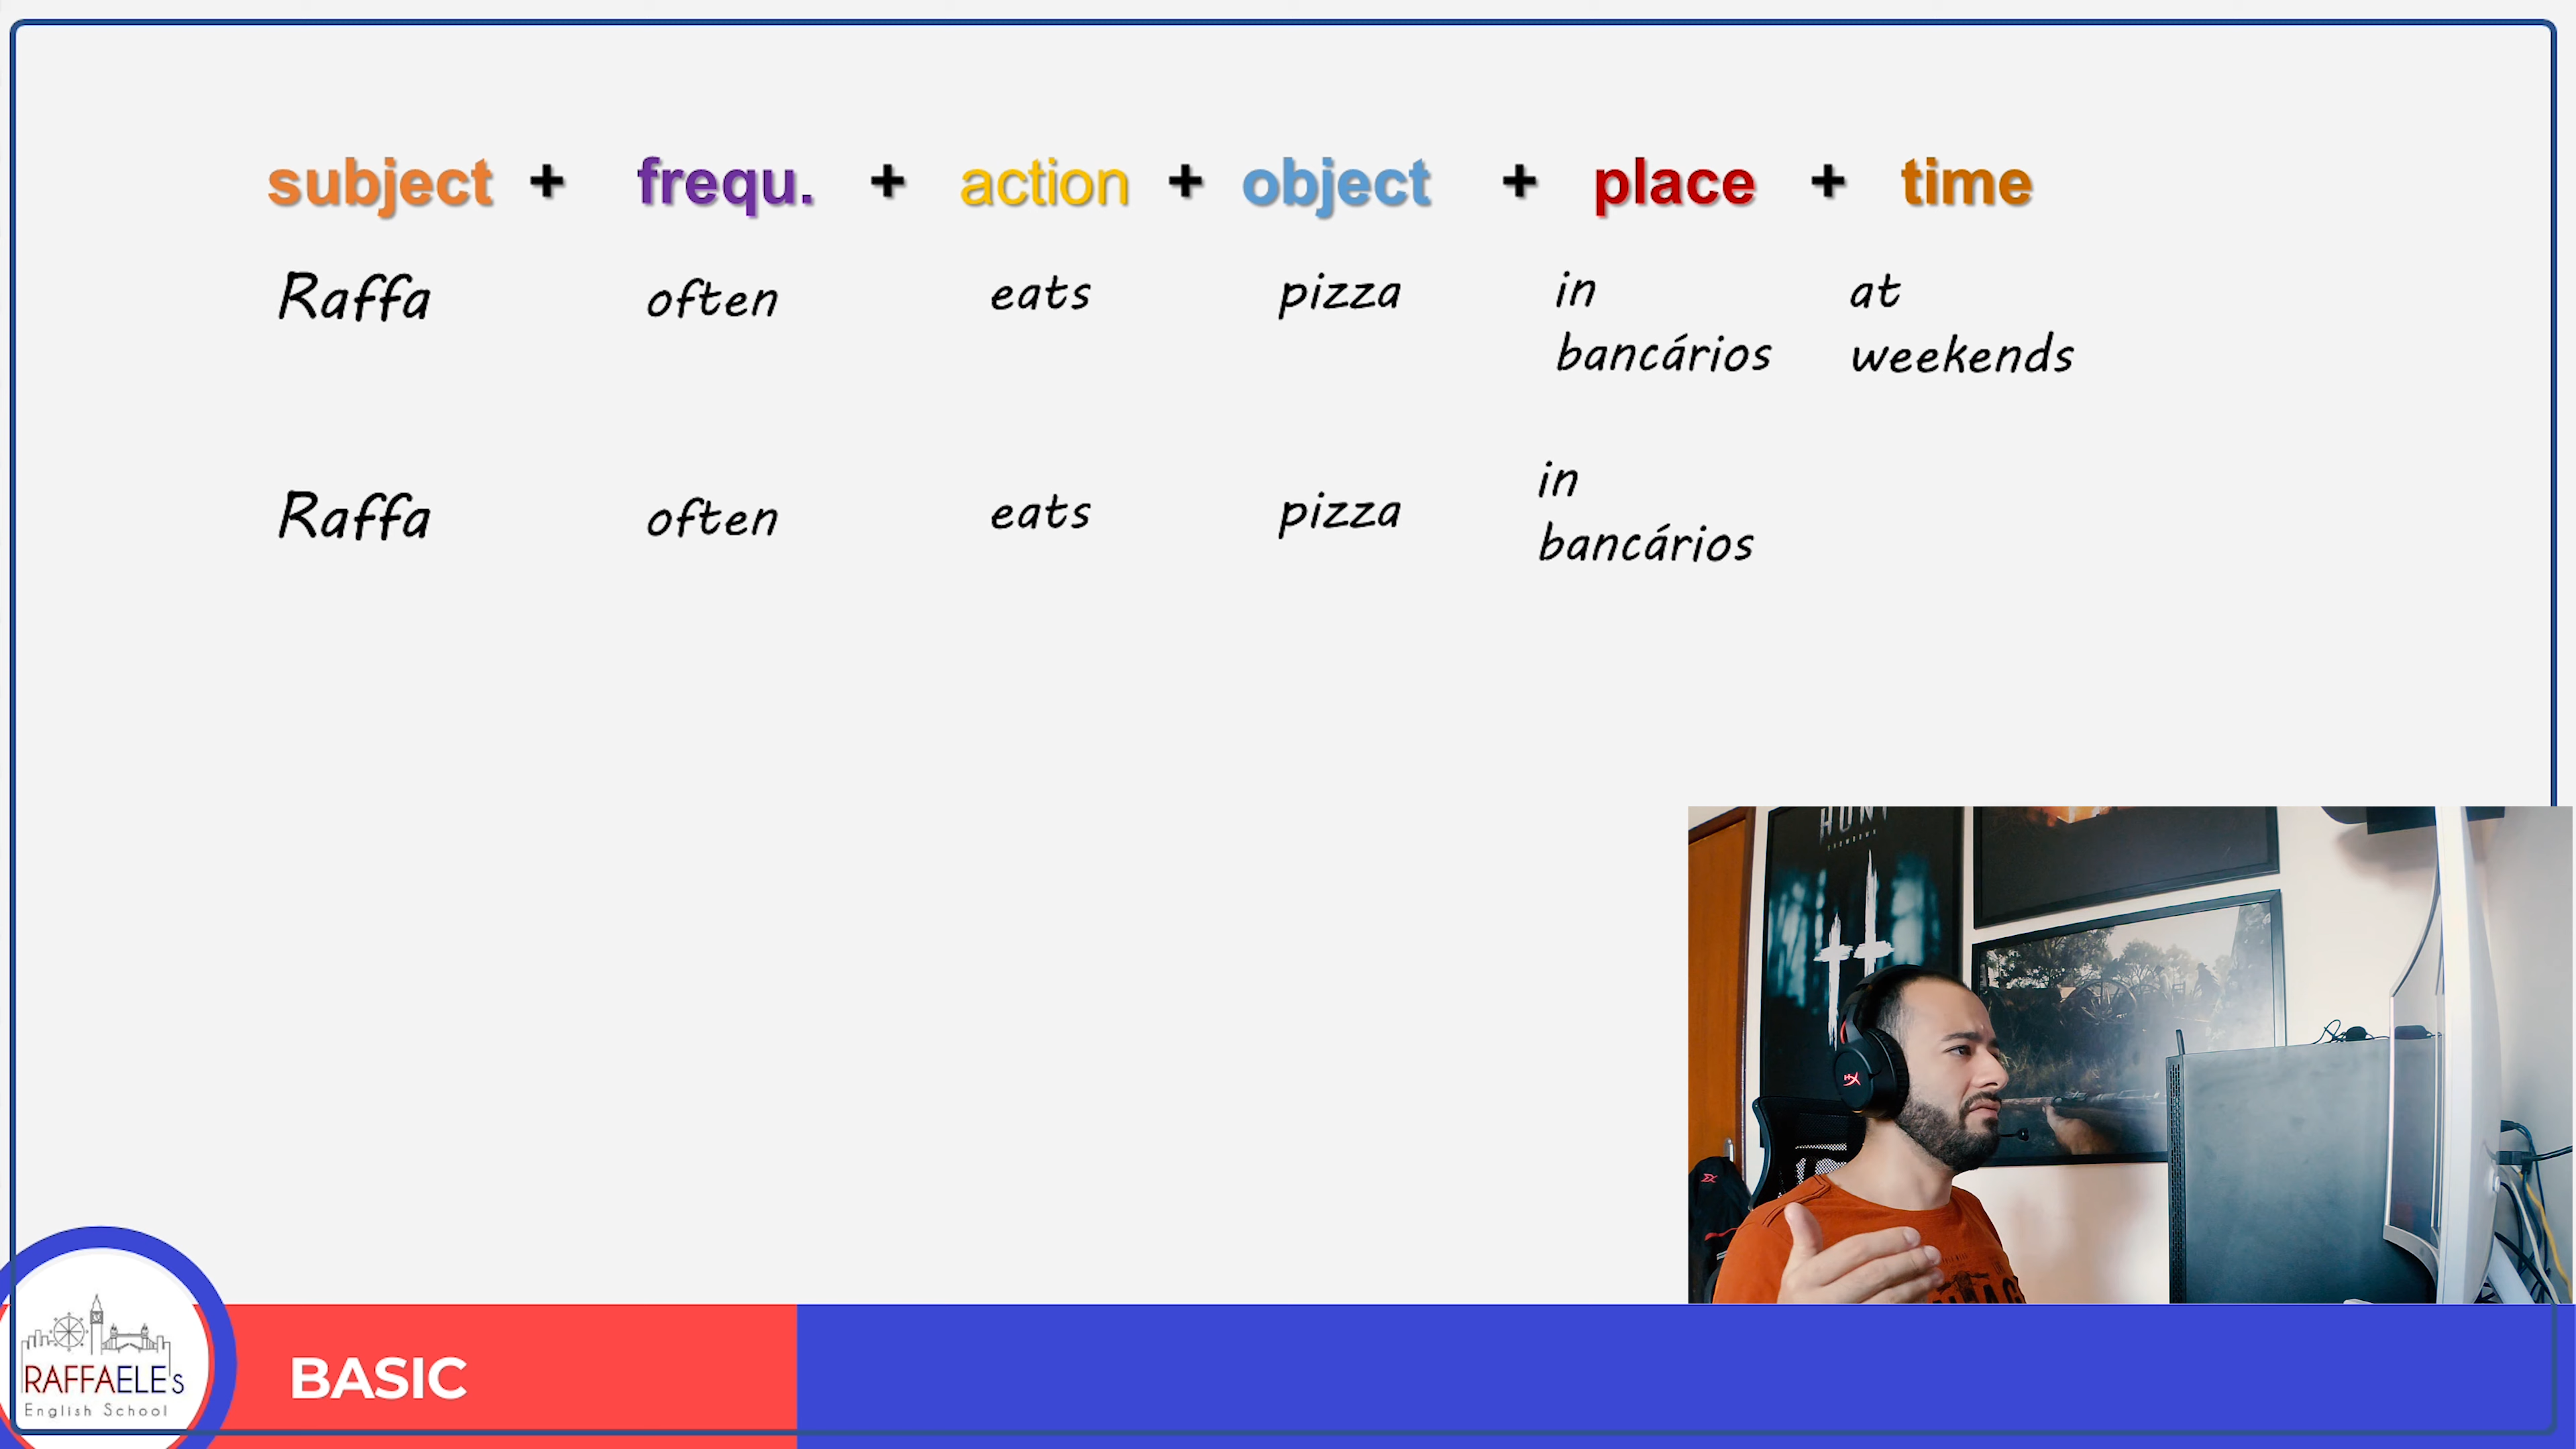 subject + frequ. + action + object + place + time
Raffa often eats pizza in bancários at weekends
Raffa often eats pizza in bancários
HUNT
RAFFAELE's
English School
BASIC